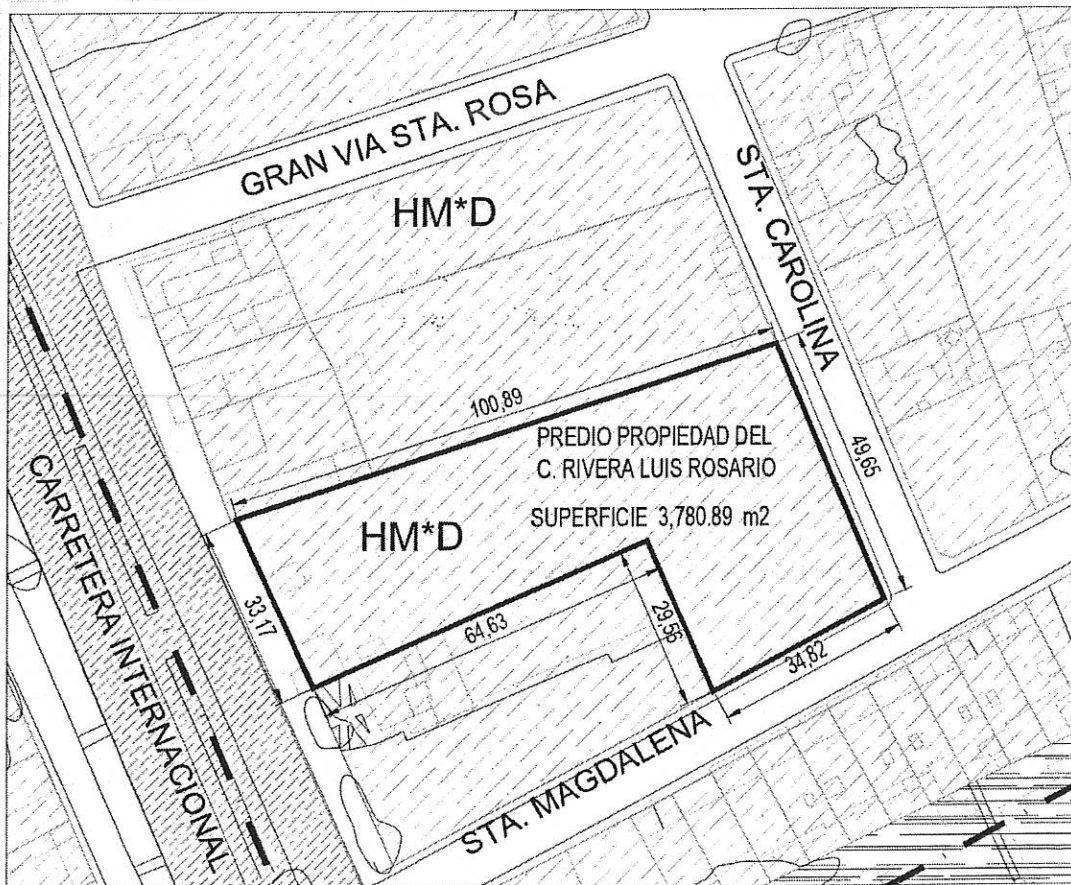 GRAN VIA STA. ROSA
HM*D
STA. CAROLINA
100,89
PREDIO PROPIEDAD DEL
C. RIVERA LUIS ROSARIO
SUPERFICIE 3,780.89 m2
49,65
HM*D
33,17
64,63
29,56
34,82
CARRETERA INTERNACIONAL
STA. MAGDALENA